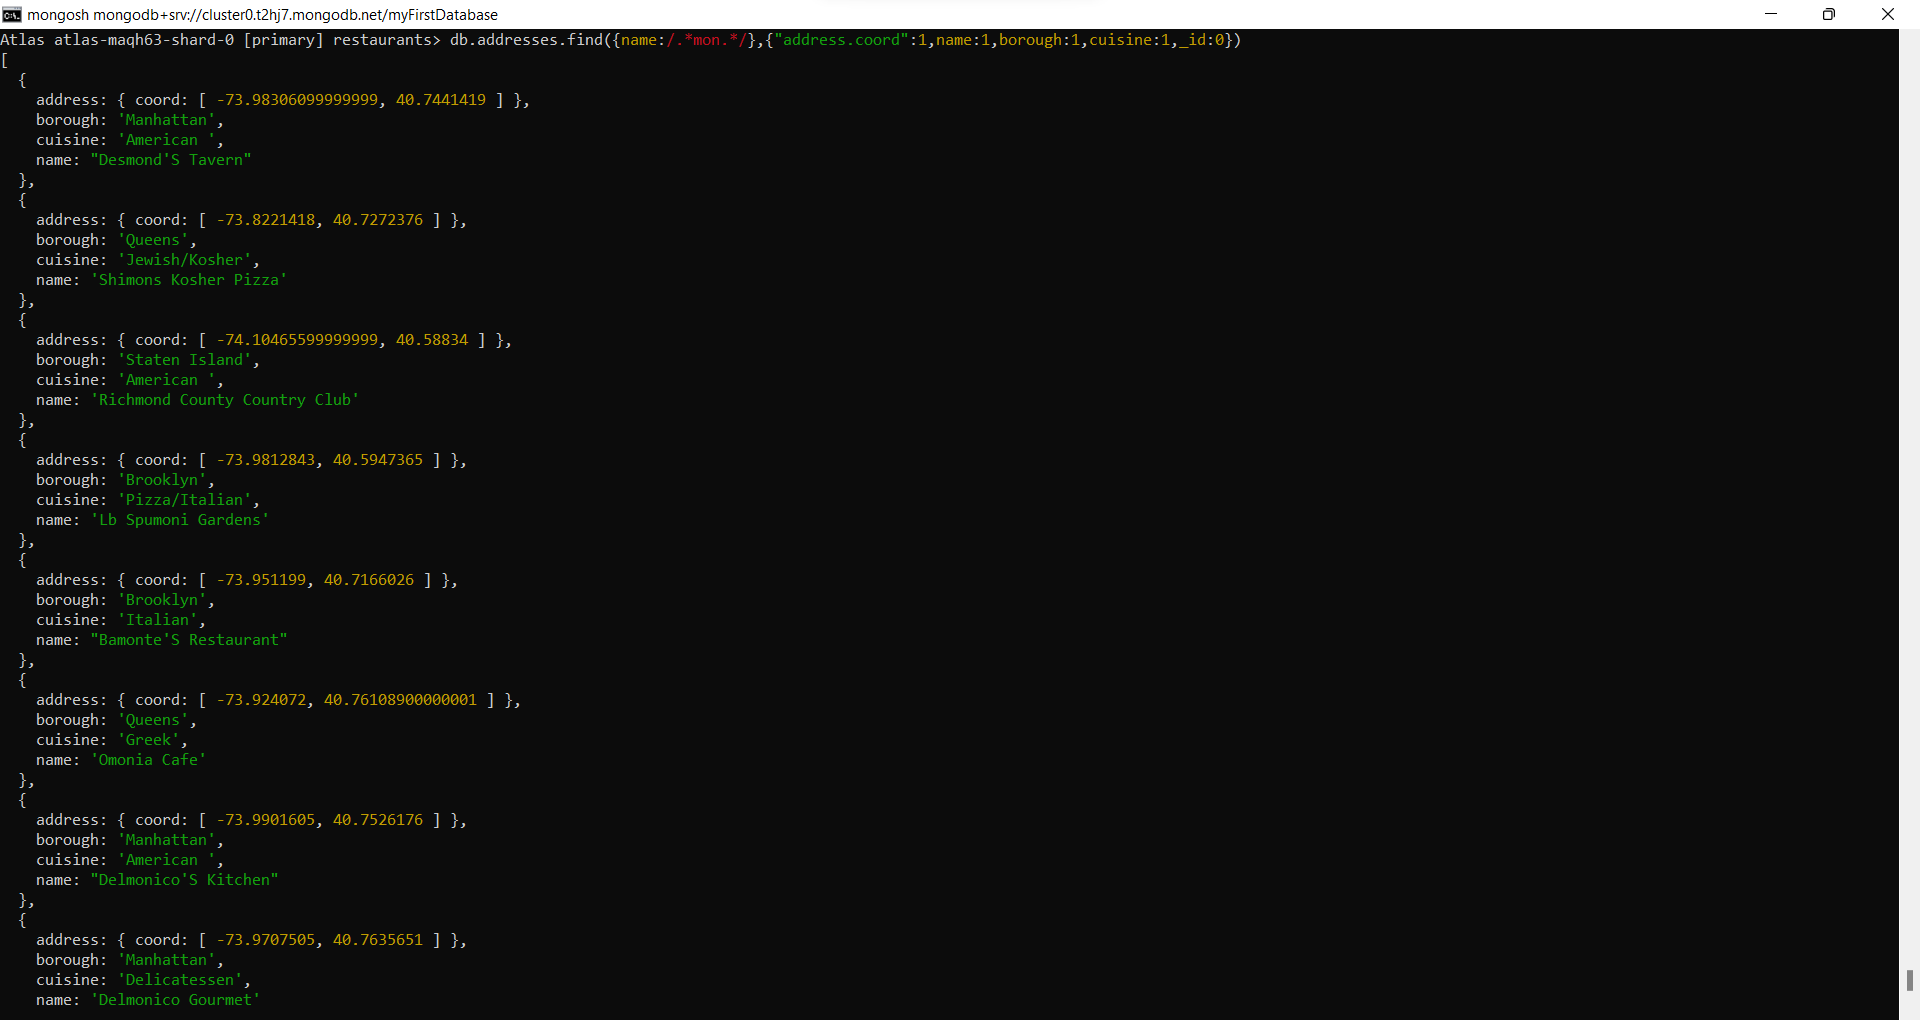 mongosh mongodb+srv://cluster0.t2hj7.mongodb.net/myFirstDatabase
Atlas atlas-maqh63-shard-0 [primary] restaurants> db.addresses.find({name:/.*mon.*/},{"address.coord":1,name:1,borough:1,cuisine:1,_id:0})
[
  {
    address: { coord: [ -73.98306099999999, 40.7441419 ] },
    borough: 'Manhattan',
    cuisine: 'American ',
    name: "Desmond'S Tavern"
  },
  {
    address: { coord: [ -73.8221418, 40.7272376 ] },
    borough: 'Queens',
    cuisine: 'Jewish/Kosher',
    name: 'Shimons Kosher Pizza'
  },
  {
    address: { coord: [ -74.10465599999999, 40.58834 ] },
    borough: 'Staten Island',
    cuisine: 'American ',
    name: 'Richmond County Country Club'
  },
  {
    address: { coord: [ -73.9812843, 40.5947365 ] },
    borough: 'Brooklyn',
    cuisine: 'Pizza/Italian',
    name: 'Lb Spumoni Gardens'
  },
  {
    address: { coord: [ -73.951199, 40.7166026 ] },
    borough: 'Brooklyn',
    cuisine: 'Italian',
    name: "Bamonte'S Restaurant"
  },
  {
    address: { coord: [ -73.924072, 40.76108900000001 ] },
    borough: 'Queens',
    cuisine: 'Greek',
    name: 'Omonia Cafe'
  },
  {
    address: { coord: [ -73.9901605, 40.7526176 ] },
    borough: 'Manhattan',
    cuisine: 'American ',
    name: "Delmonico'S Kitchen"
  },
  {
    address: { coord: [ -73.9707505, 40.7635651 ] },
    borough: 'Manhattan',
    cuisine: 'Delicatessen',
    name: 'Delmonico Gourmet'